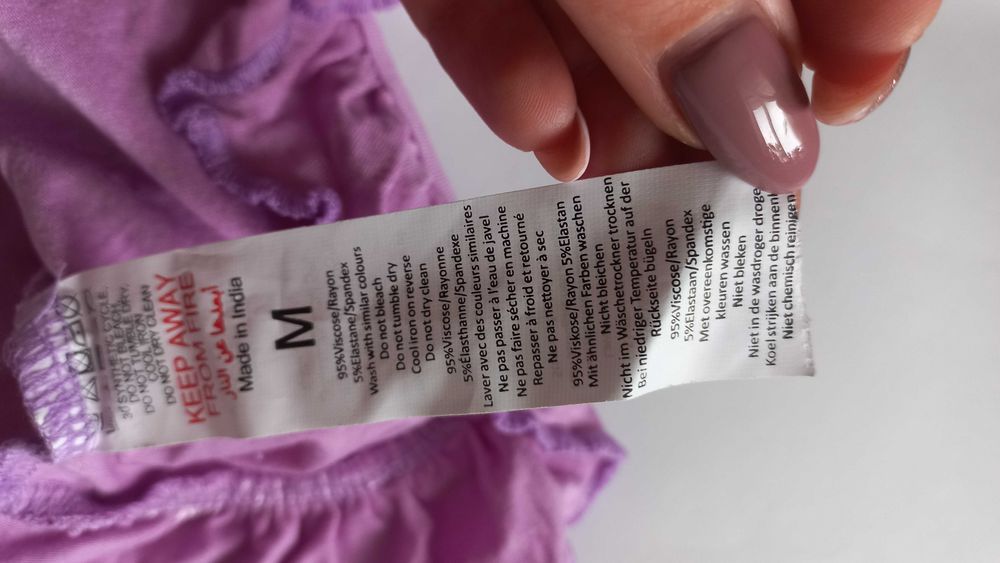 SYNTHETIC CYCLE.
DO NOT BLEACH.
DO NOT TUMBLE DRY.
DO NOT DRY CLEAN
KEEP AWAY
FROM FIRE
ابعيها عن النار
Made in India
M
95%Viscose/Rayon
5%Elastane/Spandex
Wash with similar colours
Do not bleach
Do not tumble dry
Cool iron on reverse
Do not dry clean
95%Viscose/Rayonne
5%Élasthanne/Spandexe
Laver avec des couleurs similaires
Ne pas passer à l'eau de javel
Ne pas faire sécher en machine
Repasser à froid et retourné
Ne pas nettoyer à sec
95%Viskose/Rayon 5%Elastan
Mit ähnlichen Farben waschen
Nicht bleichen
Nicht im Wäschetrockner trocknen
Bei niedriger Temperatur auf der
Rückseite bügeln
95%Viscose/Rayon
5%Elastaan/Spandex
Met overeenkomstige
kleuren wassen
Niet bleken
Niet in de wasdroger droge
Koel strijken aan de binnen
Niet chemisch reinigen